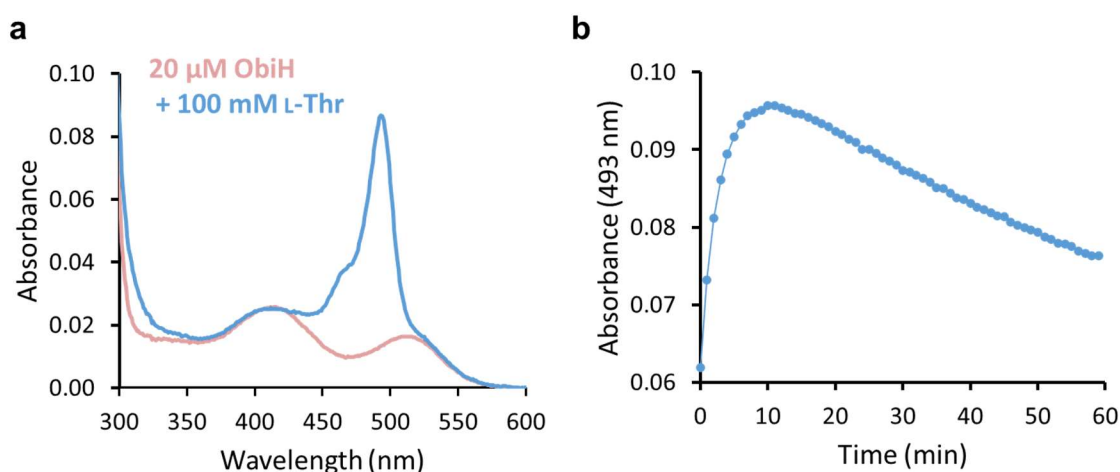 a
20 µM ObiH
+ 100 mM L-Thr
0.10
0.08
0.06
0.04
0.02
0.00
Absorbance
300 350 400 450 500 550 600
Wavelength (nm)
b
0.10
0.09
0.08
0.07
0.06
Absorbance (493 nm)
0 10 20 30 40 50 60
Time (min)